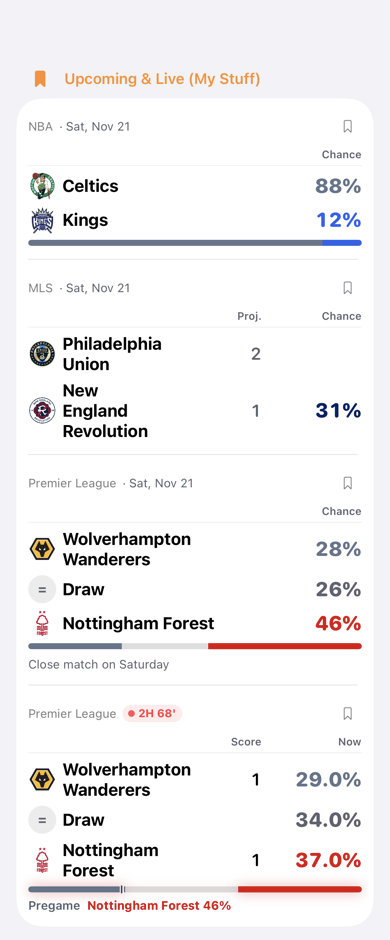 Upcoming & Live (My Stuff)
NBA · Sat, Nov 21
Chance
Celtics 88%
Kings 12%
MLS · Sat, Nov 21
Proj. Chance
Philadelphia
Union
2
New
England
Revolution
1 31%
Premier League · Sat, Nov 21
Chance
Wolverhampton
Wanderers
28%
= Draw 26%
Nottingham Forest 46%
Close match on Saturday
Premier League 2H 68'
Score Now
Wolverhampton
Wanderers
1 29.0%
= Draw 34.0%
Nottingham
Forest
1 37.0%
Pregame Nottingham Forest 46%